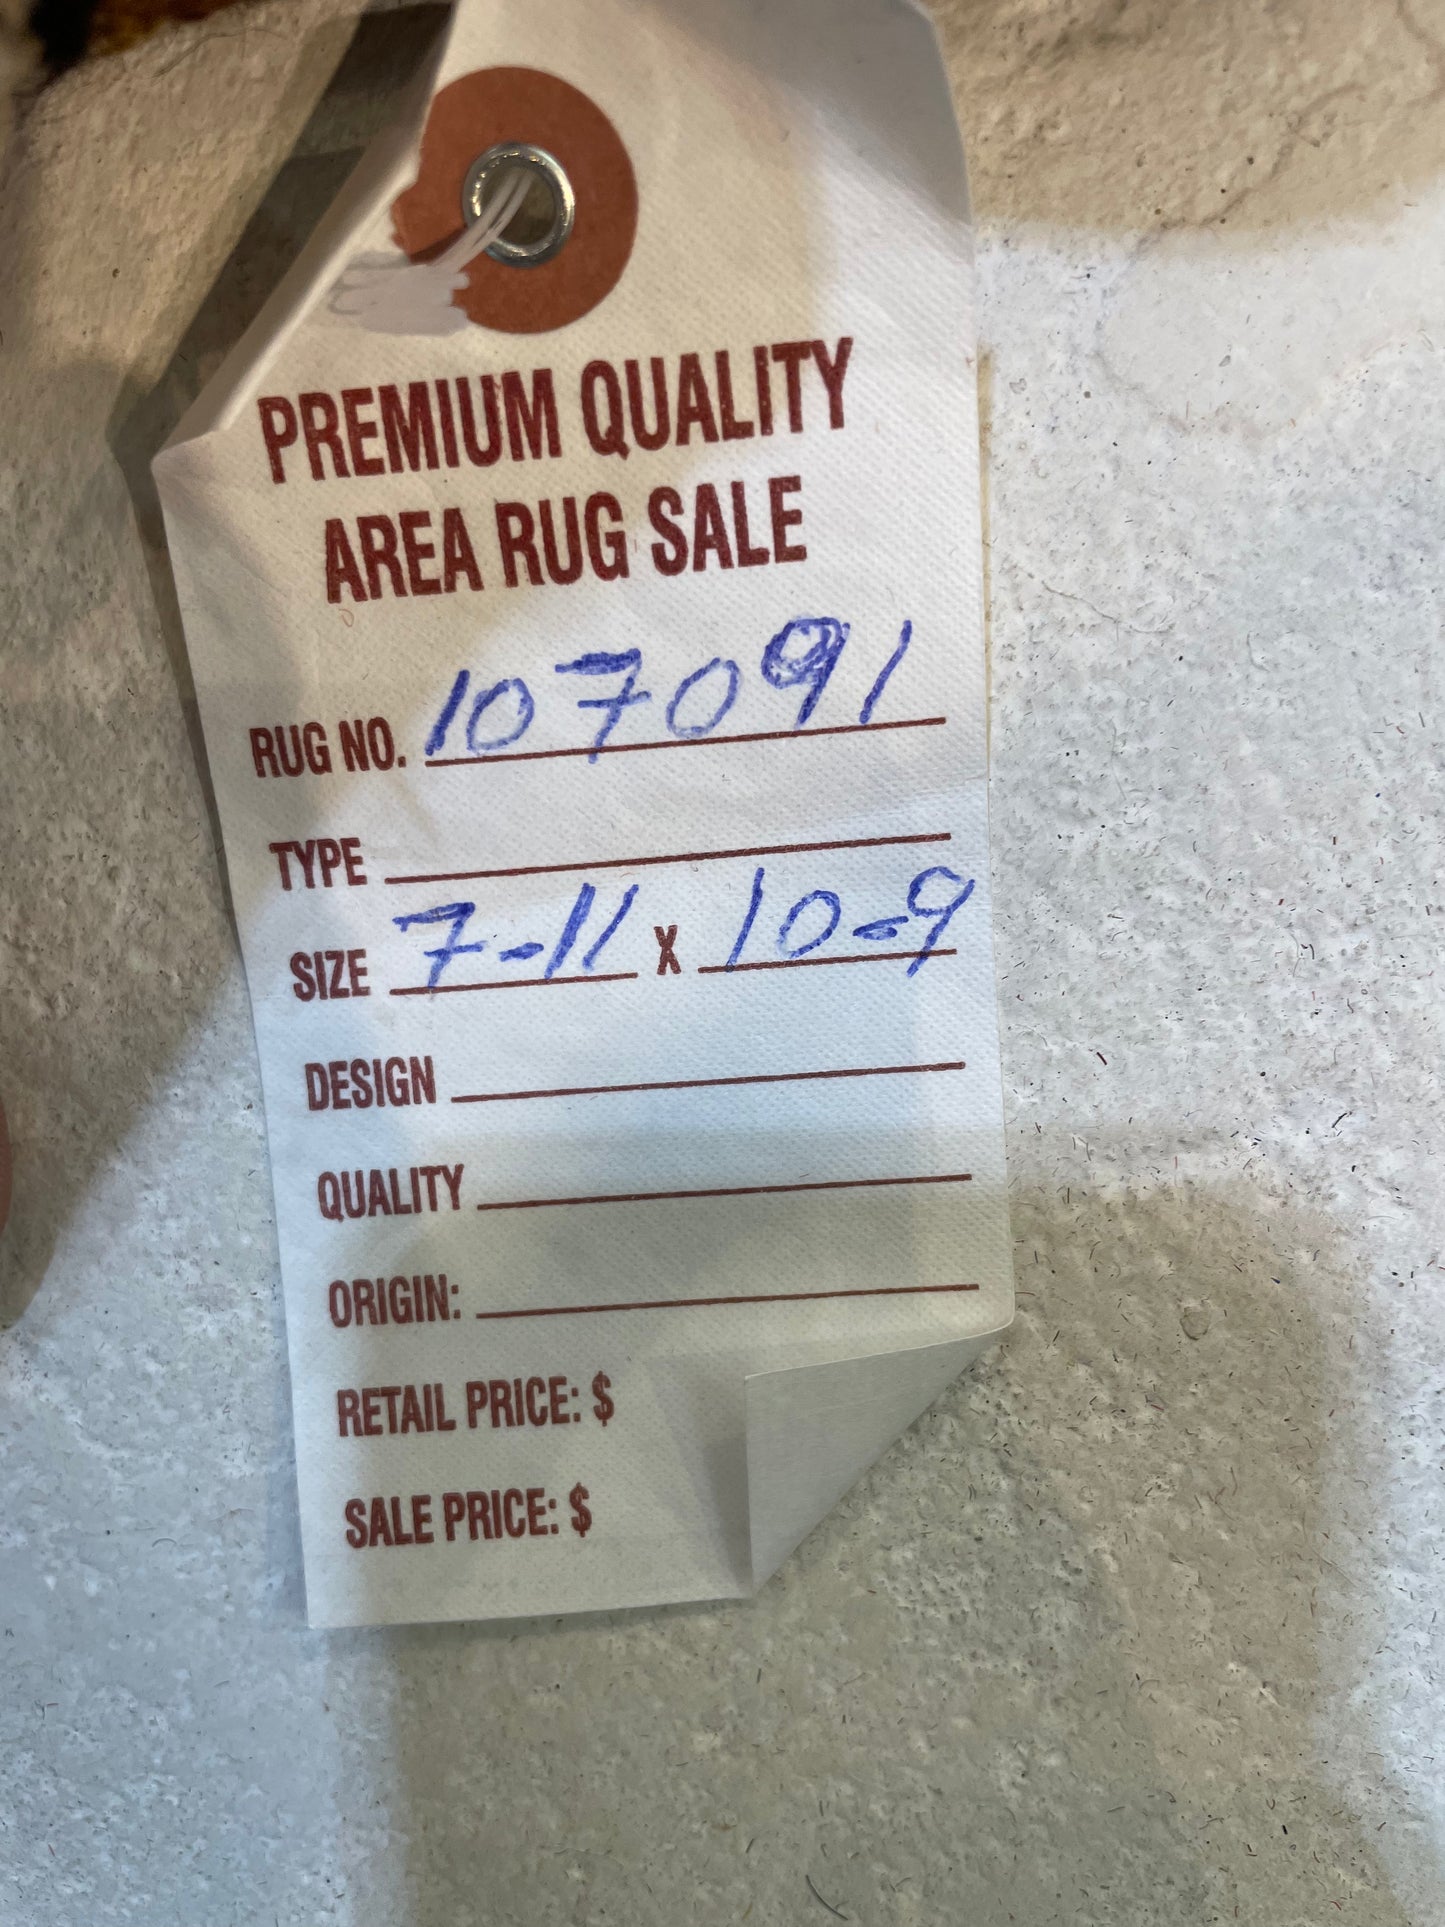 PREMIUM QUALITY
AREA RUG SALE
RUG NO. 107091
TYPE
SIZE 7-11 X 10-9
DESIGN
QUALITY
ORIGIN:
RETAIL PRICE: $
SALE PRICE: $